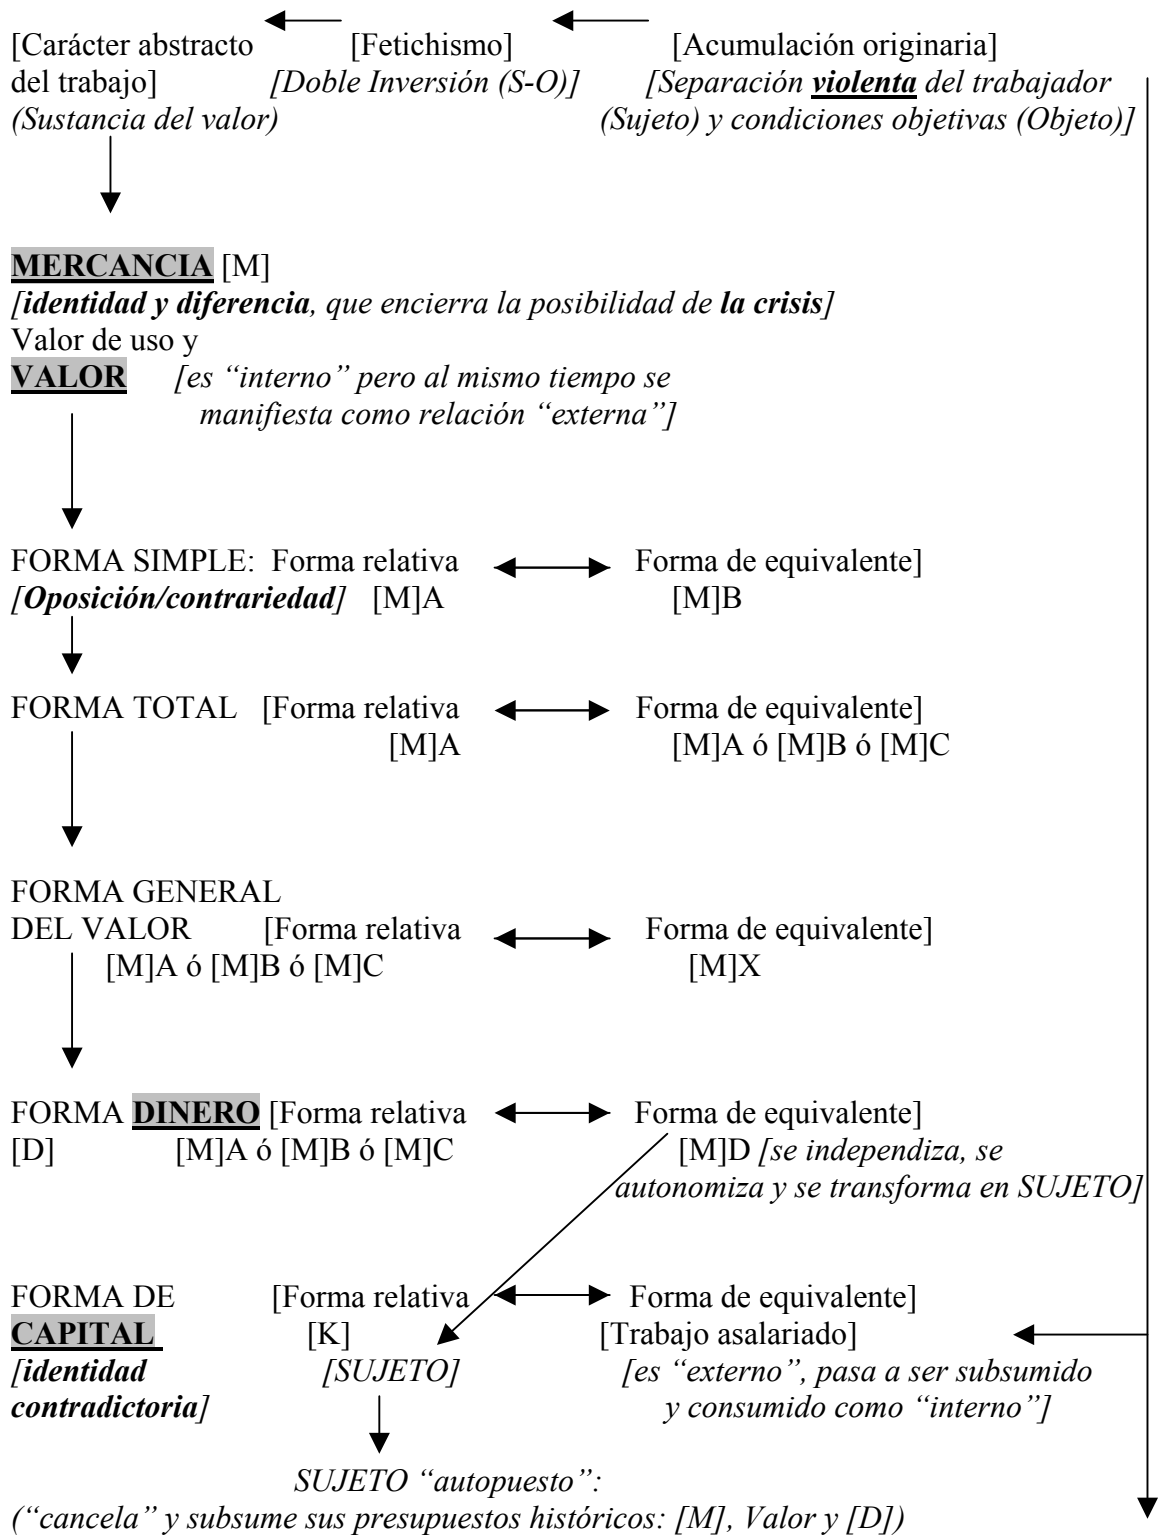 [Carácter abstracto [Fetichismo] [Acumulación originaria]
del trabajo] [Doble Inversión (S-O)] [Separación violenta del trabajador
(Sustancia del valor) (Sujeto) y condiciones objetivas (Objeto)]
MERCANCIA [M]
[identidad y diferencia, que encierra la posibilidad de la crisis]
Valor de uso y
VALOR [es “interno” pero al mismo tiempo se
manifiesta como relación “externa”]
FORMA SIMPLE: Forma relativa Forma de equivalente]
[Oposición/contrariedad] [M]A [M]B
FORMA TOTAL [Forma relativa Forma de equivalente]
[M]A [M]A ó [M]B ó [M]C
FORMA GENERAL
DEL VALOR [Forma relativa Forma de equivalente]
[M]A ó [M]B ó [M]C [M]X
FORMA DINERO [Forma relativa Forma de equivalente]
[D] [M]A ó [M]B ó [M]C [M]D [se independiza, se
autonomiza y se transforma en SUJETO]
FORMA DE [Forma relativa Forma de equivalente]
CAPITAL [K] [Trabajo asalariado]
[identidad [SUJETO] [es “externo”, pasa a ser subsumido
contradictoria] y consumido como “interno”]
SUJETO “autopuesto”:
(“cancela” y subsume sus presupuestos históricos: [M], Valor y [D])